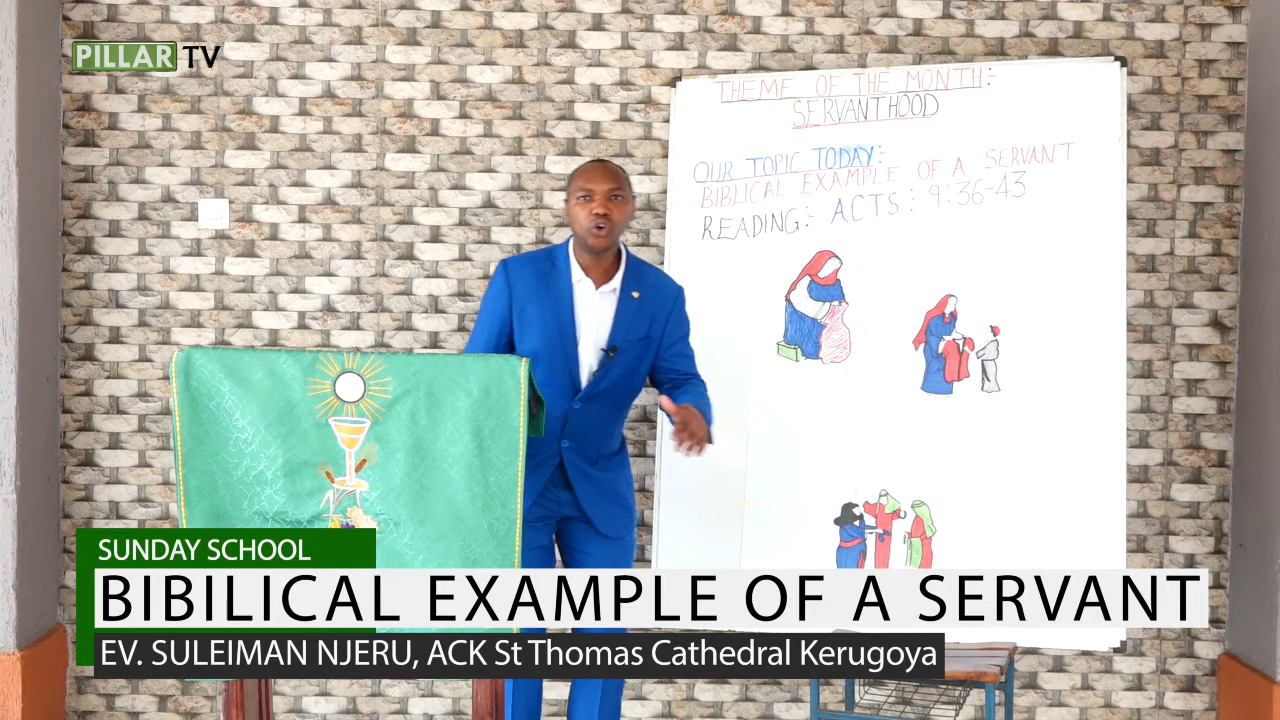 PILLAR TV
THEME OF THE MONTH:
SERVANTHOOD
OUR TOPIC TODAY:
BIBLICAL EXAMPLE OF A SERVANT
READING: ACTS: 9:36-43
SUNDAY SCHOOL
BIBILICAL EXAMPLE OF A SERVANT
EV. SULEIMAN NJERU, ACK St Thomas Cathedral Kerugoya